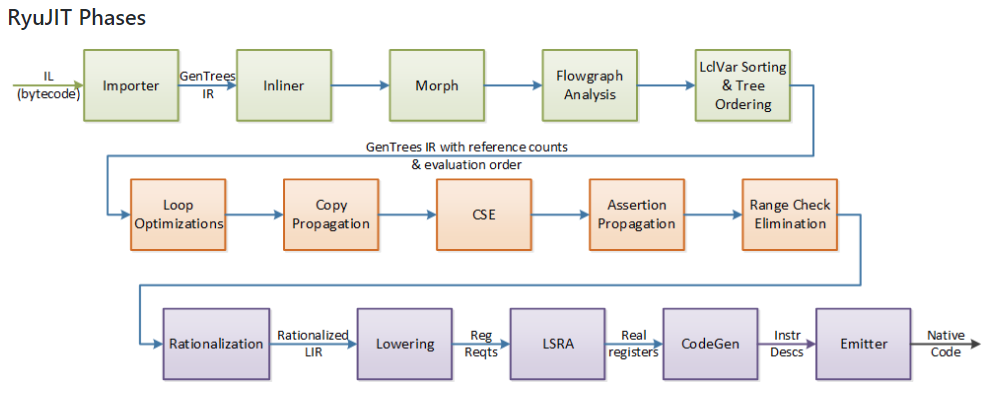 RyuJIT Phases
IL
(bytecode)
Importer
GenTrees
IR
Inliner
Morph
Flowgraph
Analysis
LclVar Sorting
& Tree
Ordering
GenTrees IR with reference counts
& evaluation order
Loop
Optimizations
Copy
Propagation
CSE
Assertion
Propagation
Range Check
Elimination
Rationalization
Rationalized
LIR
Lowering
Reg
Reqts
LSRA
Real
registers
CodeGen
Instr
Descs
Emitter
Native
Code